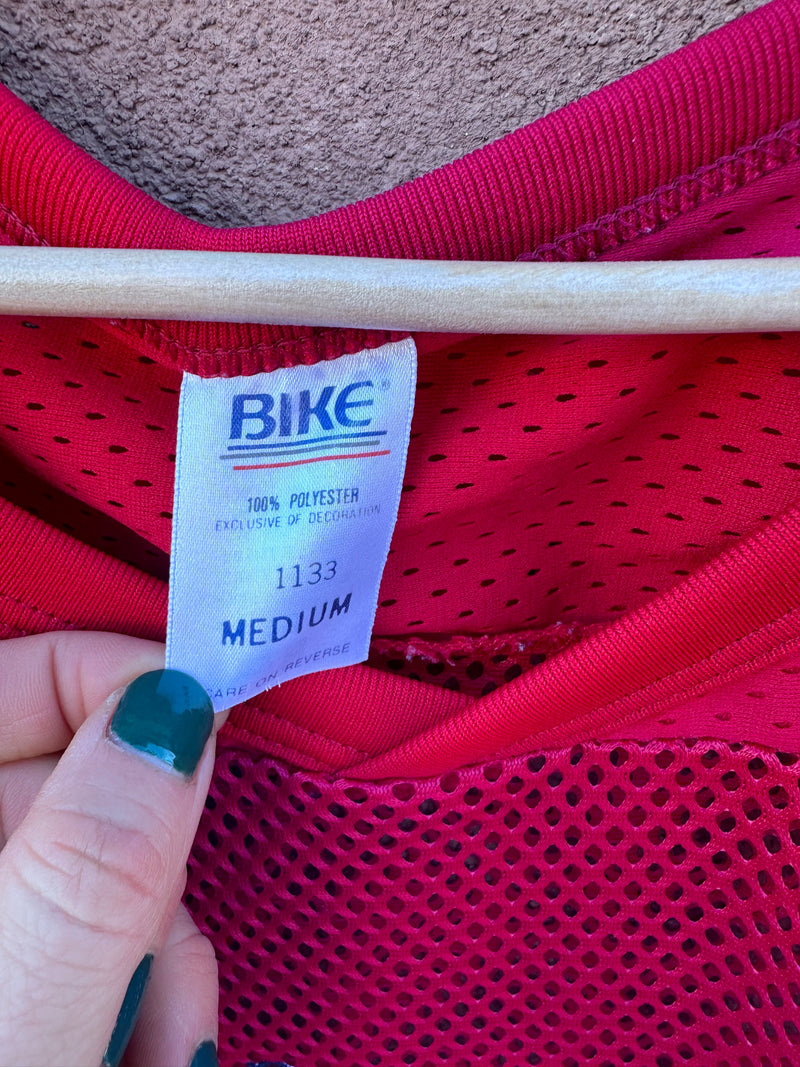 BIKE®
100% POLYESTER
EXCLUSIVE OF DECORATION
1133
MEDIUM
CARE ON REVERSE